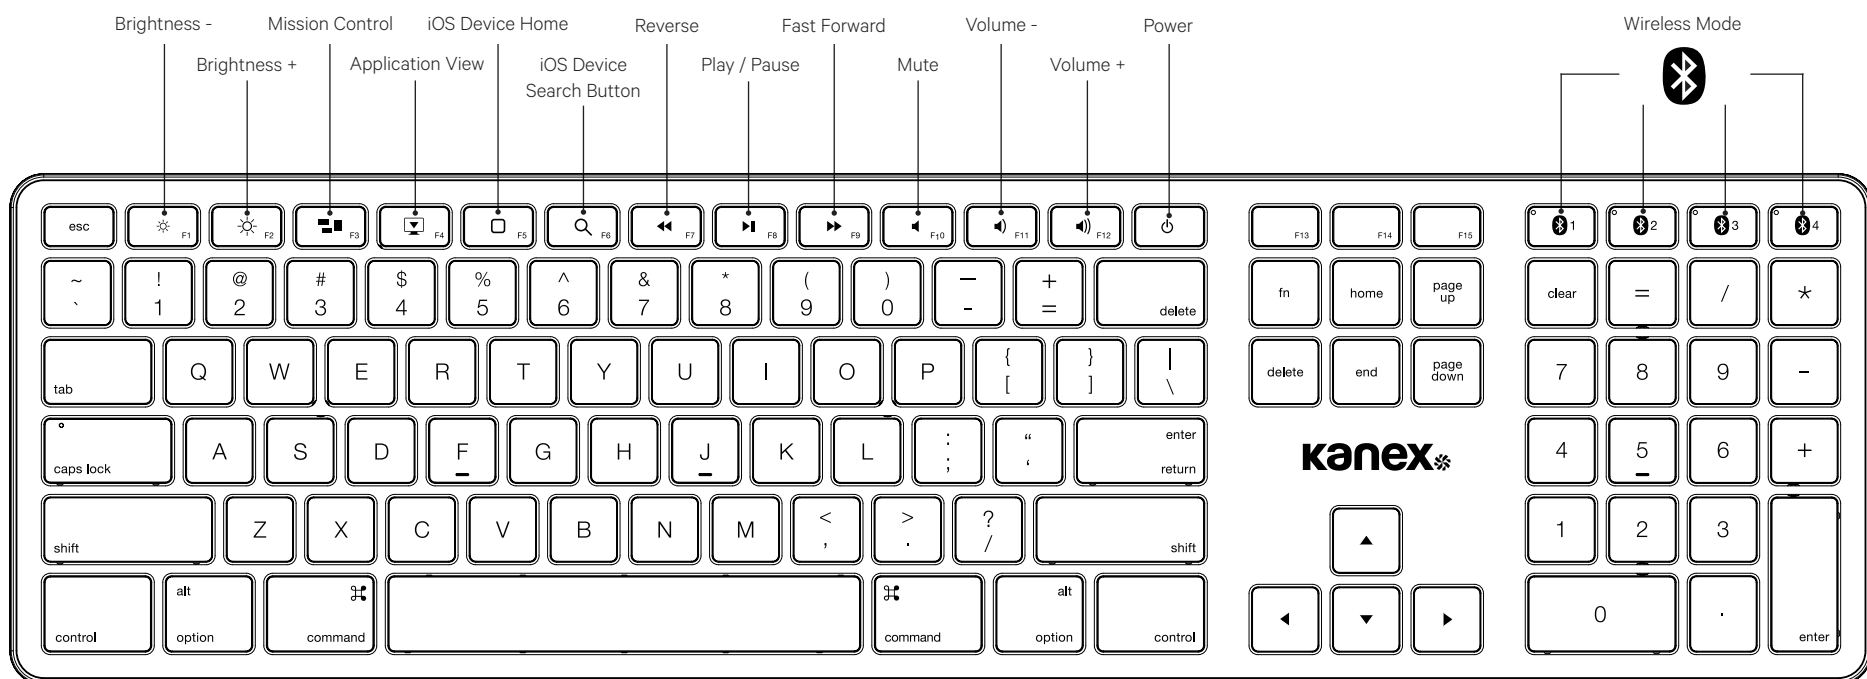 Brightness - Mission Control iOS Device Home Reverse Fast Forward Volume - Power Wireless Mode
Brightness + Application View iOS Device Play / Pause Mute Volume +
Search Button
esc F1 F2 F3 F4 F5 F6 F7 F8 F9 F10 F11 F12 F13 F14 F15 1 2 3 4
~ ! @ # $ % ^ & * ( ) — +
` 1 2 3 4 5 6 7 8 9 0 - = delete
fn home page up clear = / *
tab Q W E R T Y U I O P { [ } ] | \
delete end page down 7 8 9 -
caps lock A S D F G H J K L : ; “ ‘ enter return
Kanex 4 5 6 +
shift Z X C V B N M < , > . ? / shift
1 2 3
control alt option ⌘ command ⌘ command alt option control
0 . enter